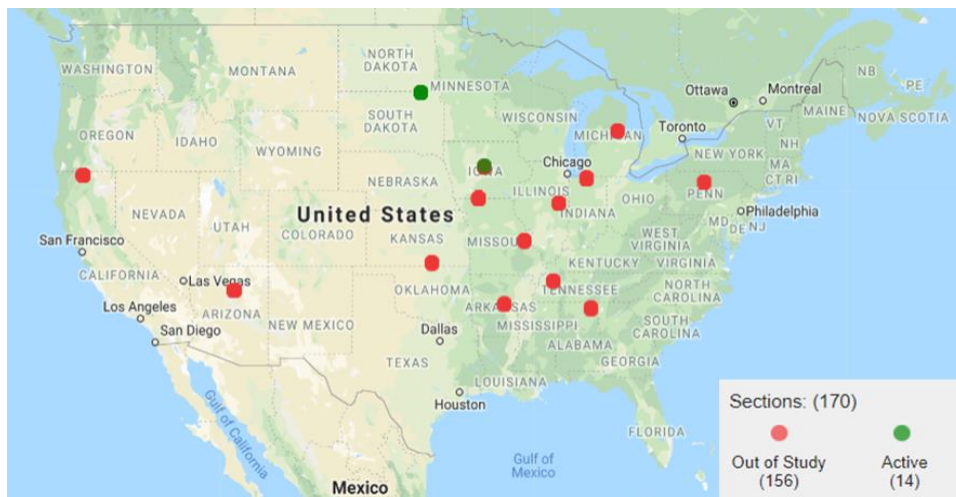 NORTH
DAKOTA
WASHINGTON
MONTANA
MINNESOTA
Ottawa
Montreal
NB
PE
MAINE
NOVA SCOTIA
SOUTH
DAKOTA
WISCONSIN
MICHIGAN
Toronto
VT
NH
OREGON
IDAHO
WYOMING
NEW YORK
MA
CT RI
IOWA
Chicago
NEBRASKA
ILLINOIS
INDIANA
OHIO
PENN
NEVADA
UTAH
COLORADO
United States
KANSAS
MISSOU
WEST
VIRGINIA
MD
DE NJ
Philadelphia
San Francisco
CALIFORNIA
Las Vegas
KENTUCKY
VIRGINIA
Los Angeles
ARIZONA
NEW MEXICO
OKLAHOMA
ARKANSAS
TENNESSEE
NORTH
CAROLINA
San Diego
Dallas
MISSISSIPPI
ALABAMA
SOUTH
CAROLINA
TEXAS
LOUISIANA
GEORGIA
Houston
FLORIDA
Gulf of California
Gulf of
Mexico
Mexico
Sections: (170)
Out of Study
(156)
Active
(14)